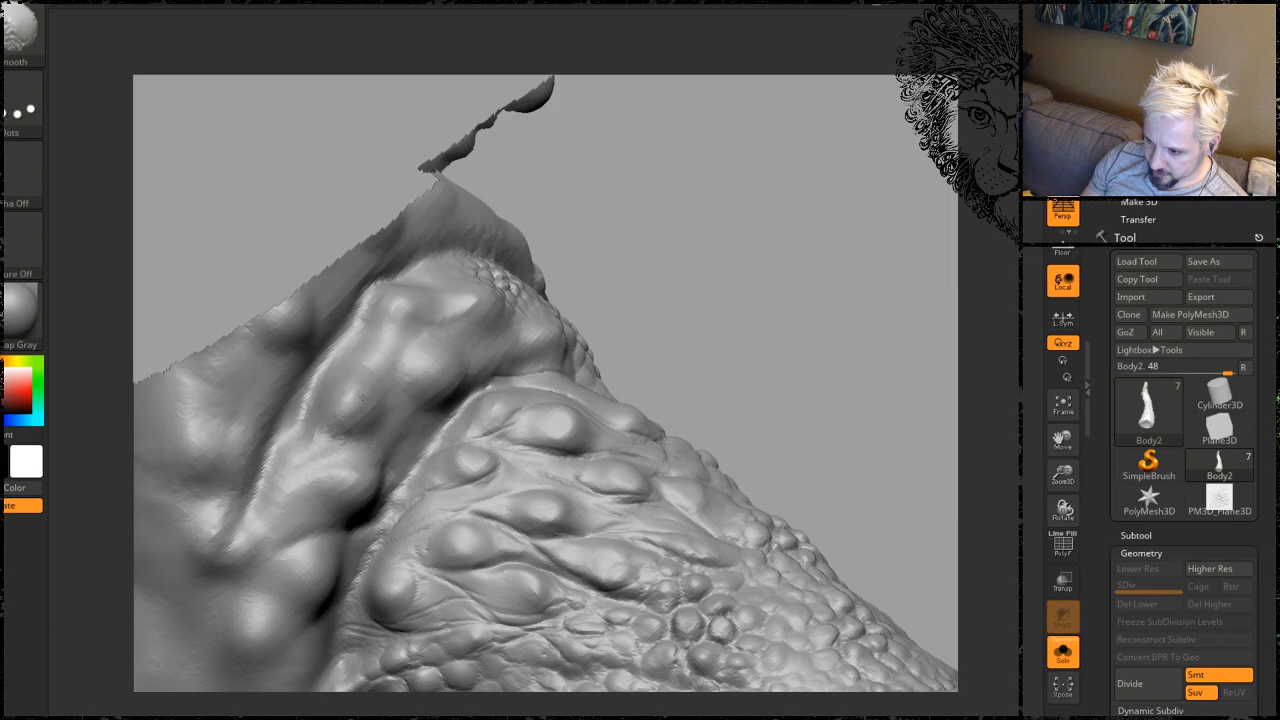 mooth
Dots
ha Off
ure Off
ap Gray
ent
Color
ate
Persp
Floor
Local
L.Sym
XYZ
Frame
Move
Zoom3D
Rotate
Line Fill
PolyF
Transp
Ghost
Dynamic
Solo
Xpose
Make 3D
Transfer
Tool
Load Tool Save As
Copy Tool Paste Tool
Import Export
Clone Make PolyMesh3D
GoZ All Visible R
Lightbox▶Tools
Body2. 48 R
7
Cylinder3D
Body2 Plane3D
7
SimpleBrush Body2
PolyMesh3D PM3D_Plane3D
Subtool
Geometry
Lower Res Higher Res
SDiv Cage Rstr
Del Lower Del Higher
Freeze SubDivision Levels
Reconstruct Subdiv
Convert BPR To Geo
Divide Smt
Suv ReUV
Dynamic Subdiv